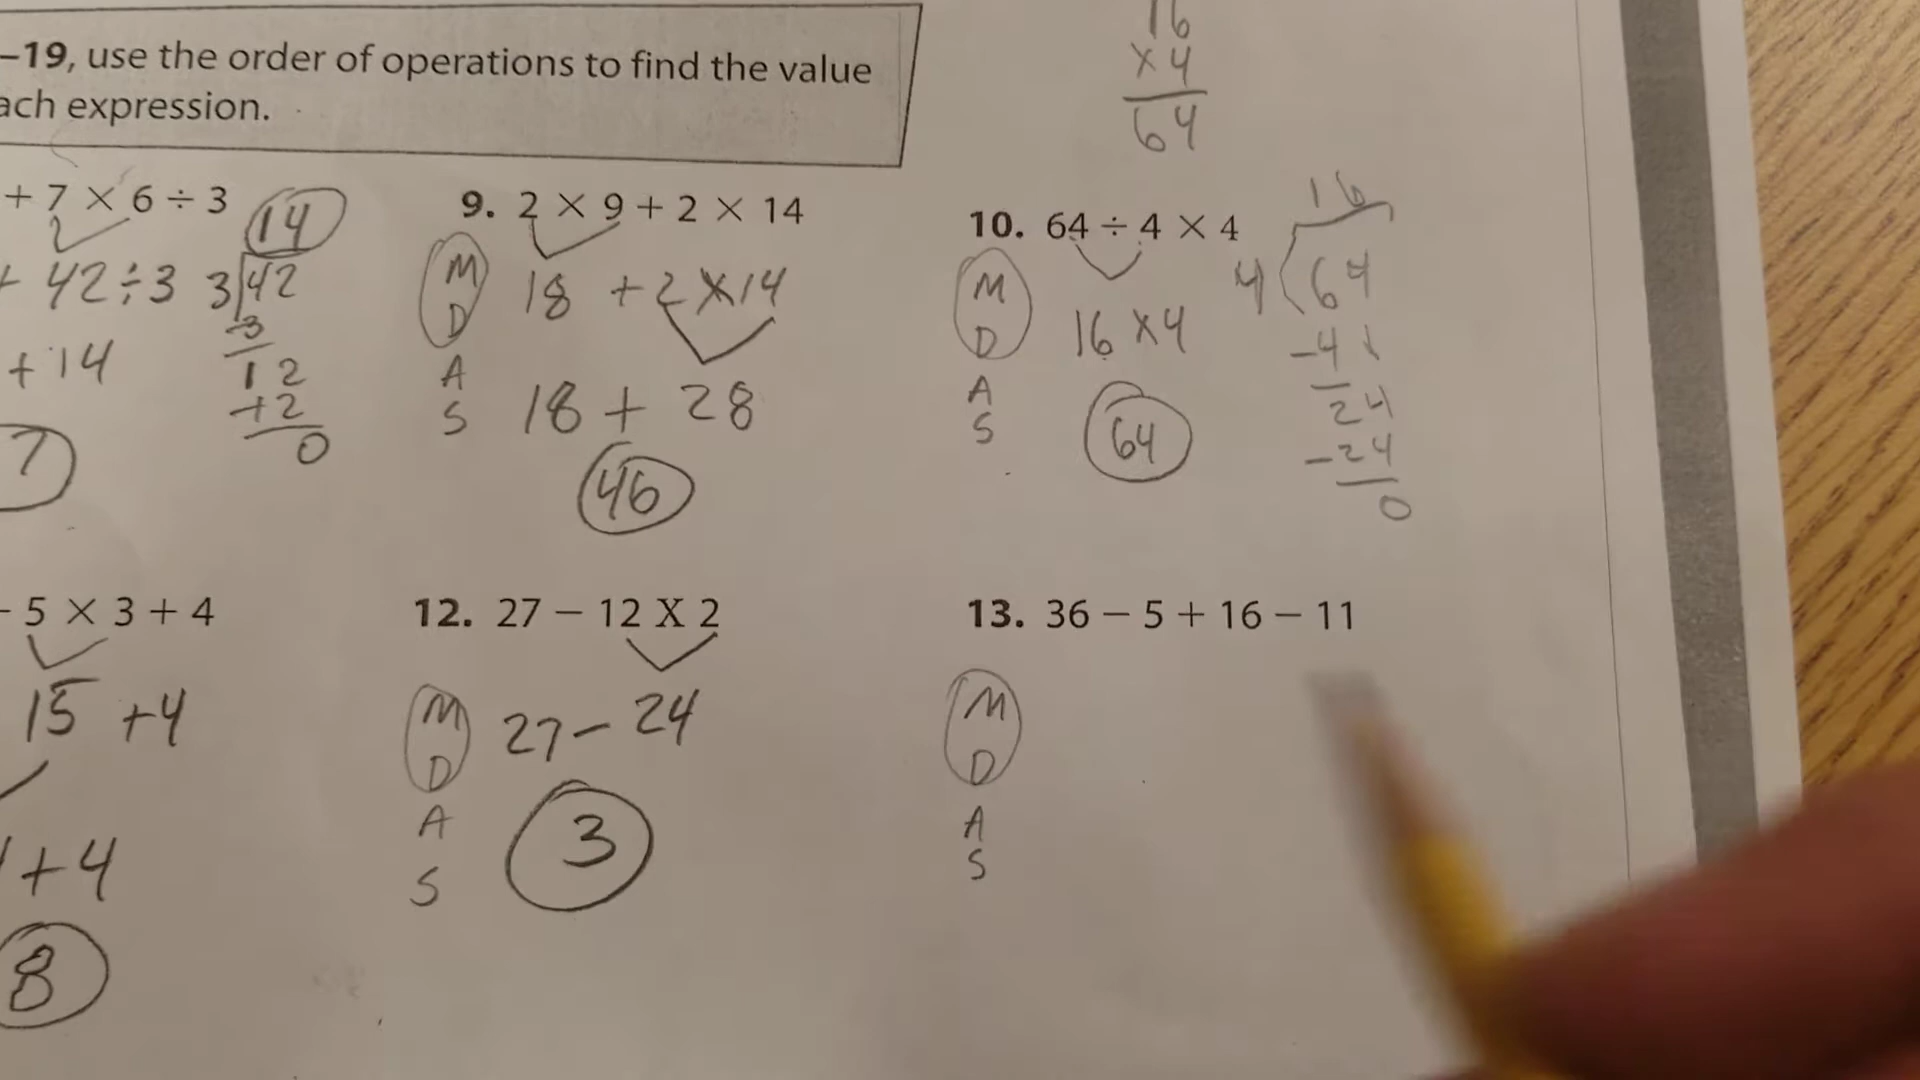 –19, use the order of operations to find the value
ach expression.
16
× 4
64
+ 7 × 6 ÷ 3
14
42 ÷ 3
3
42
-3
12
0
+ 14
7
9. 2 × 9 + 2 × 14
M
D
A
S
18 + 2 × 14
18 + 28
46
10. 64 ÷ 4 × 4
M
D
A
S
16 × 4
64
16
4
64
- 4
24
- 24
0
- 5 × 3 + 4
15 + 4
+ 4
8
12. 27 – 12 X 2
M
D
A
S
27 – 24
3
13. 36 – 5 + 16 – 11
M
D
A
S